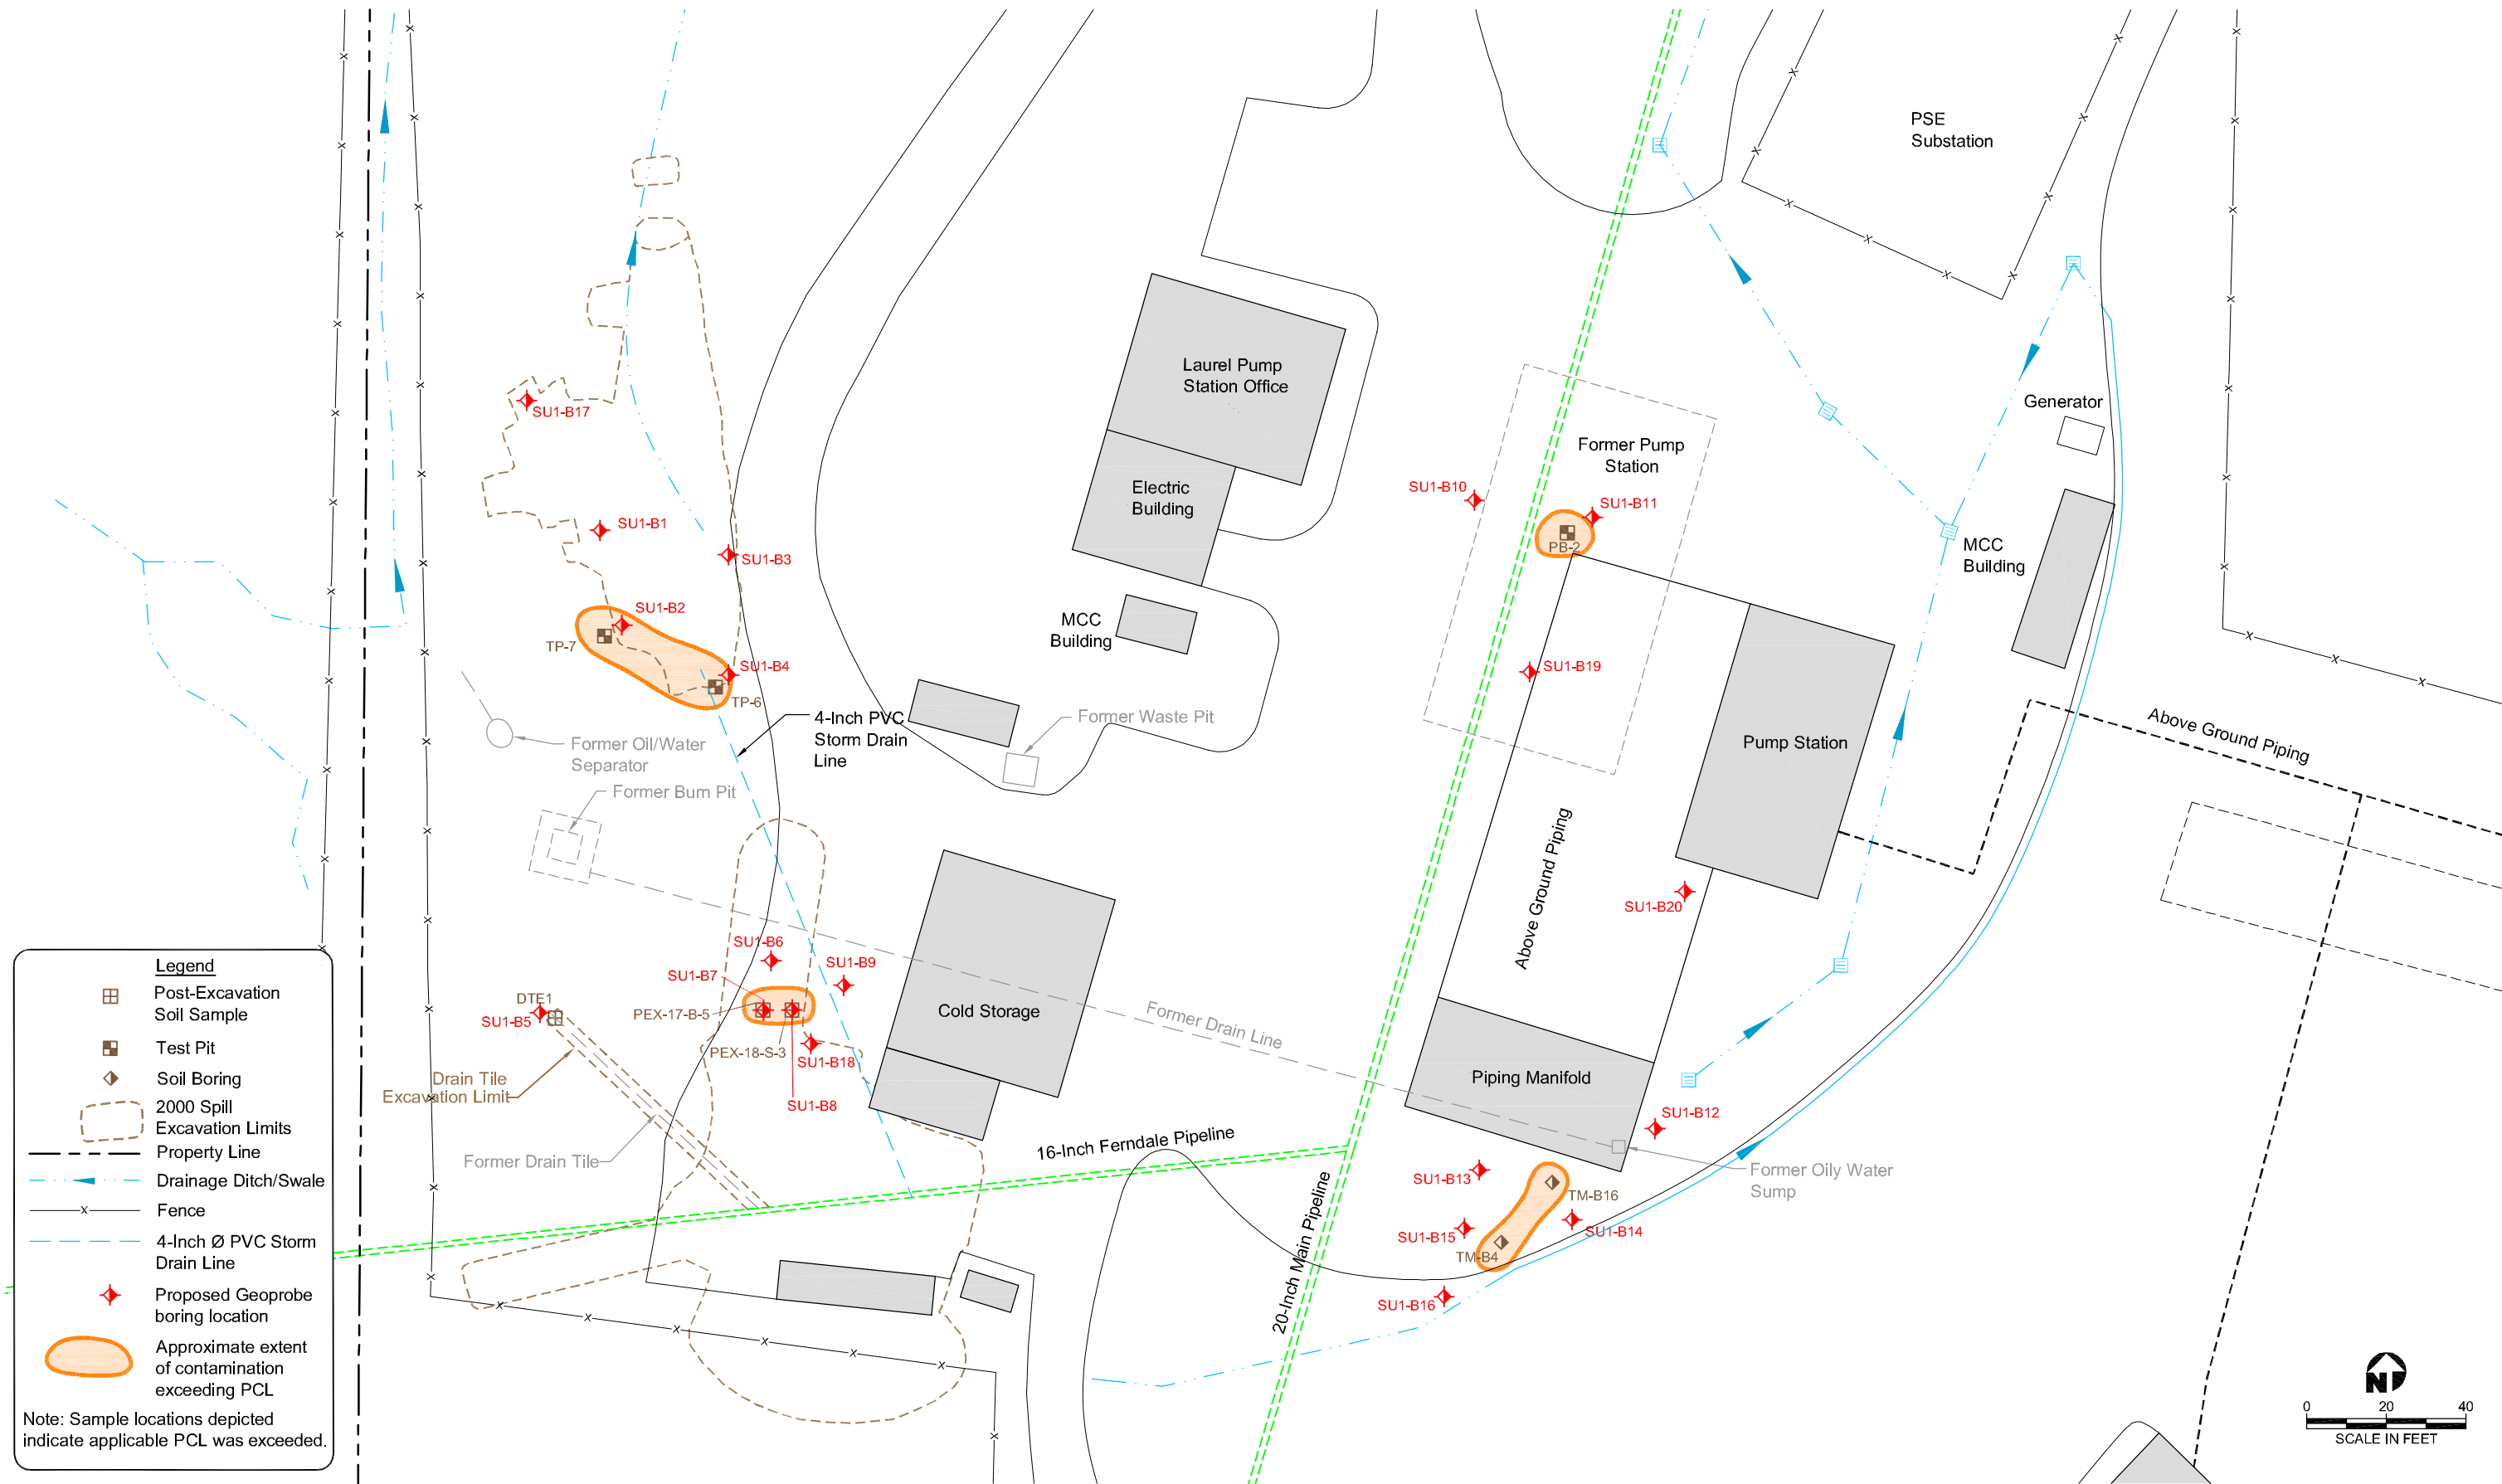 PSE
Substation
Laurel Pump
Station Office
Generator
SU1-B17
Former Pump
Station
Electric
Building
SU1-B10
SU1-B11
PB-2
SU1-B1
SU1-B3
MCC
Building
SU1-B2
TP-7
MCC
Building
SU1-B4
TP-6
SU1-B19
4-Inch PVC
Storm Drain
Line
Former Waste Pit
Former Oil/Water
Separator
Former Burn Pit
Pump Station
Above Ground Piping
Above Ground Piping
SU1-B20
SU1-B6
SU1-B7
SU1-B9
PEX-17-B-5
PEX-18-S-3
SU1-B18
SU1-B8
Cold Storage
Former Drain Line
DTE1
SU1-B5
Drain Tile
Excavation Limit
Former Drain Tile
Piping Manifold
SU1-B12
16-Inch Ferndale Pipeline
20-Inch Main Pipeline
SU1-B13
TM-B16
Former Oily Water
Sump
SU1-B15
SU1-B14
TM-B4
SU1-B16
Legend
Post-Excavation
Soil Sample
Test Pit
Soil Boring
2000 Spill
Excavation Limits
Property Line
Drainage Ditch/Swale
Fence
4-Inch Ø PVC Storm
Drain Line
Proposed Geoprobe
boring location
Approximate extent
of contamination
exceeding PCL
Note: Sample locations depicted
indicate applicable PCL was exceeded.
N
0 20 40
SCALE IN FEET